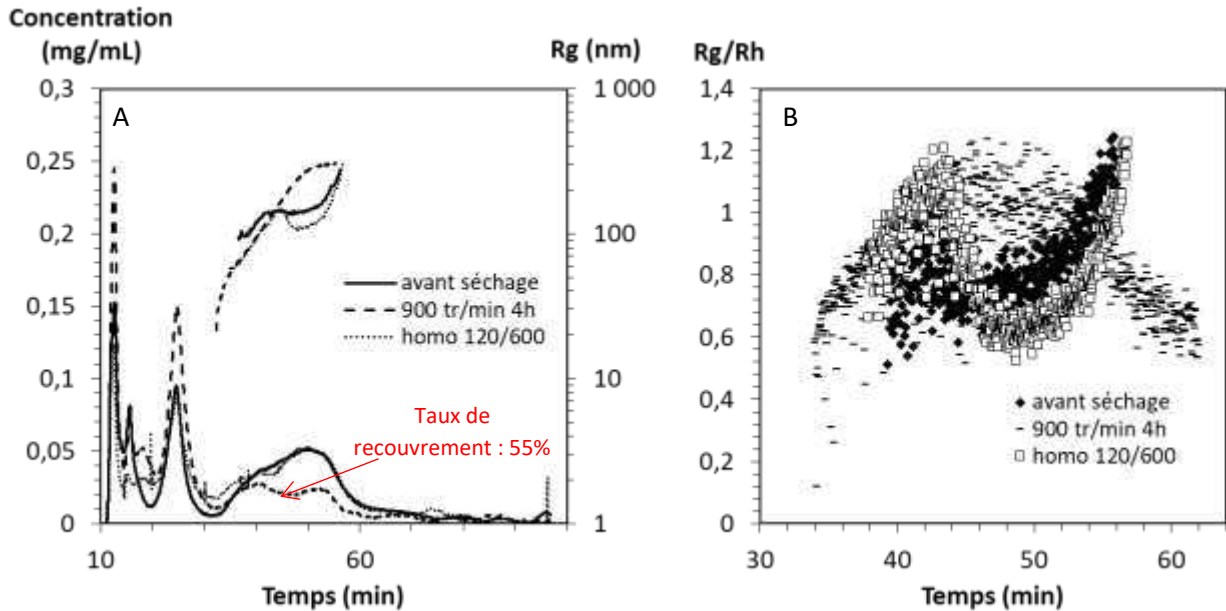 Concentration
(mg/mL)
Rg (nm)
0,3
0,25
0,2
0,15
0,1
0,05
0
1 000
100
10
1
A
avant séchage
900 tr/min 4h
homo 120/600
Taux de
recouvrement : 55%
10
60
Temps (min)
Rg/Rh
1,4
1,2
1
0,8
0,6
0,4
0,2
0
B
avant séchage
900 tr/min 4h
homo 120/600
30
40
50
60
Temps (min)